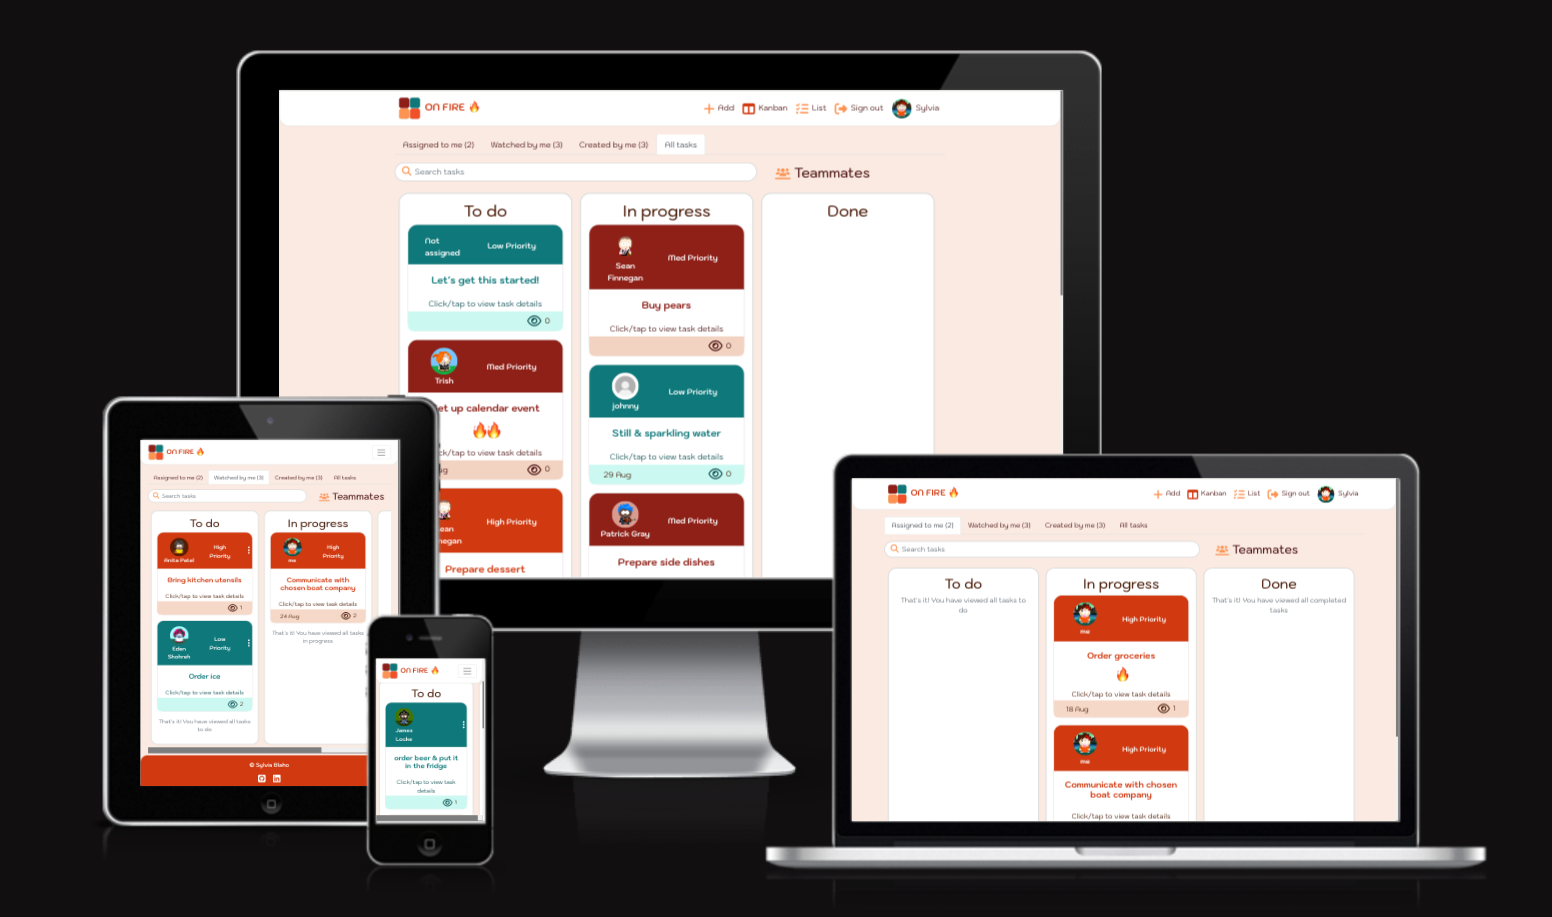 ON FIRE
Add Kanban List Sign out Sylvia
Assigned to me (2) Watched by me (3) Created by me (3) All tasks
Search tasks
Teammates
To do
Not
assigned
Low Priority
Let's get this started!
Click/tap to view task details
0
Trish
Med Priority
et up calendar event
ck/tap to view task details
ug
0
ean
negan
High Priority
Prepare dessert
In progress
Sean
Finnegan
Med Priority
Buy pears
Click/tap to view task details
0
johnny
Low Priority
Still & sparkling water
Click/tap to view task details
29 Aug 0
Patrick Gray
Med Priority
Prepare side dishes
Done
ON FIRE
Assigned to me (2) Watched by me (3) Created by me (3) All tasks
Search tasks
Teammates
To do
Anita Patel
High
Priority
Bring kitchen utensils
Click/tap to view task details
1
Eden
Shohreh
Low
Priority
Order ice
Click/tap to view task details
2
That's it! You have viewed all tasks
to do
In progress
me
High
Priority
Communicate with
chosen boat company
Click/tap to view task details
24 Aug 2
That's it! You have viewed all tasks
in progress
© Sylvia Blaho
ON FIRE
To do
James
Locke
order beer & put it
in the fridge
Click/tap to view task
details
1
ON FIRE
Add Kanban List Sign out Sylvia
Assigned to me (2) Watched by me (3) Created by me (3) All tasks
Search tasks
Teammates
To do
That's it! You have viewed all tasks to
do
In progress
me
High Priority
Order groceries
Click/tap to view task details
18 Aug 1
me
High Priority
Communicate with chosen
boat company
Click/tap to view task details
Done
That's it! You have viewed all completed
tasks